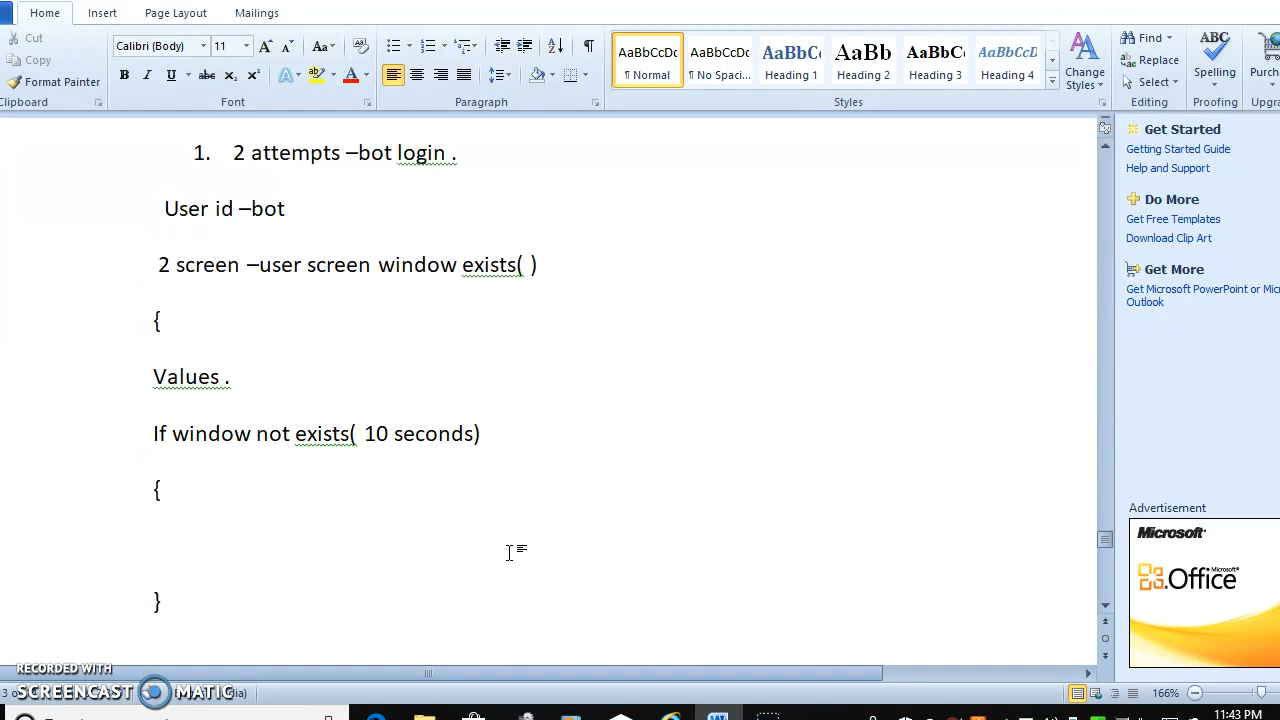 Home Insert Page Layout Mailings
Cut
Copy
Format Painter
Clipboard
Calibri (Body) 11
Font
Paragraph
AaBbCcDc AaBbCcDc AaBbC AaBb AaBbC AaBbCcD
¶ Normal ¶ No Spaci... Heading 1 Heading 2 Heading 3 Heading 4
Styles
Change
Styles
Find
Replace
Select
Editing
ABC
Spelling
Proofing
1. 2 attempts –bot login .
User id –bot
2 screen –user screen window exists( )
{
Values .
If window not exists( 10 seconds)
{
}
Get Started
Getting Started Guide
Help and Support
Do More
Get Free Templates
Download Clip Art
Get More
Get Microsoft PowerPoint or
Outlook
Advertisement
Microsoft
Office
RECORDED WITH
SCREENCAST MATIC
166%
11:43 PM